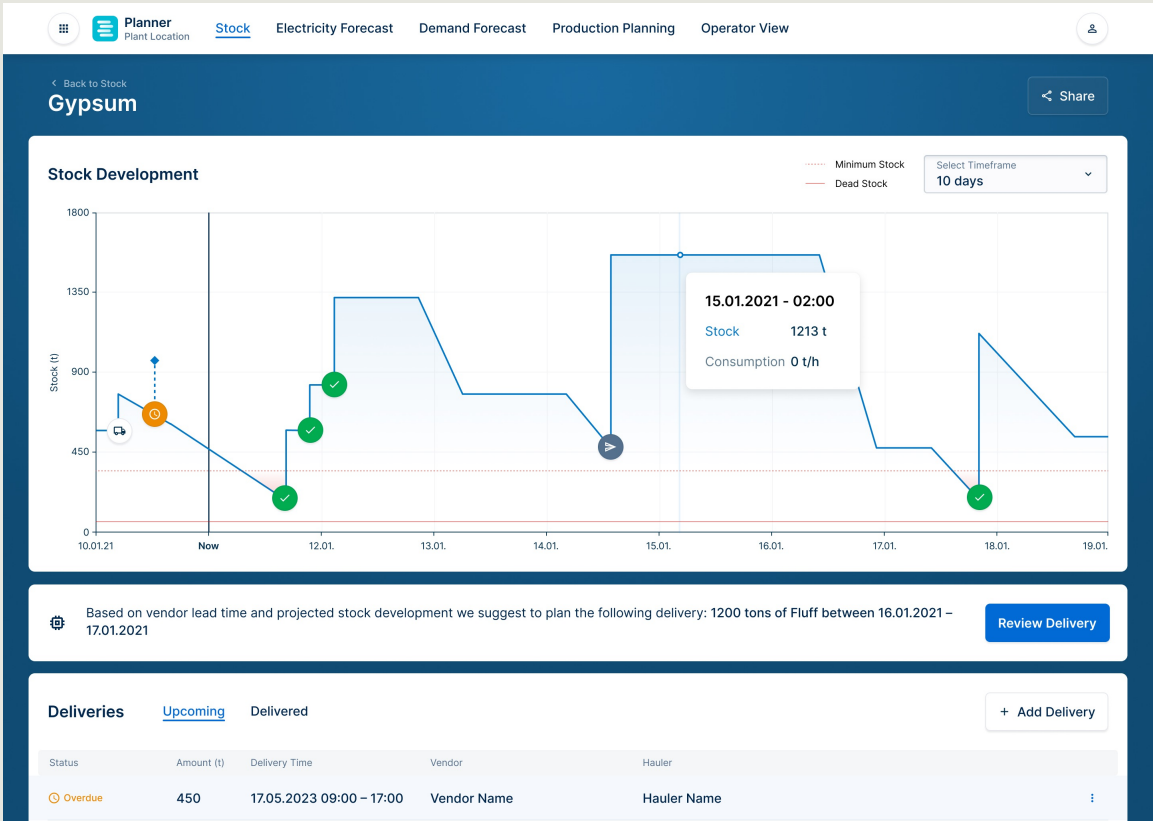 Planner
Plant Location
Stock
Electricity Forecast
Demand Forecast
Production Planning
Operator View
Back to Stock
Gypsum
Share
Stock Development
Minimum Stock
Dead Stock
Select Timeframe
10 days
1800
1350
900
450
0
Stock (t)
15.01.2021 - 02:00
Stock 1213 t
Consumption 0 t/h
10.01.21 Now 12.01. 13.01. 14.01. 15.01. 16.01. 17.01. 18.01. 19.01.
Based on vendor lead time and projected stock development we suggest to plan the following delivery: 1200 tons of Fluff between 16.01.2021 –
17.01.2021
Review Delivery
Deliveries
Upcoming
Delivered
+ Add Delivery
Status Amount (t) Delivery Time Vendor Hauler
Overdue 450 17.05.2023 09:00 – 17:00 Vendor Name Hauler Name